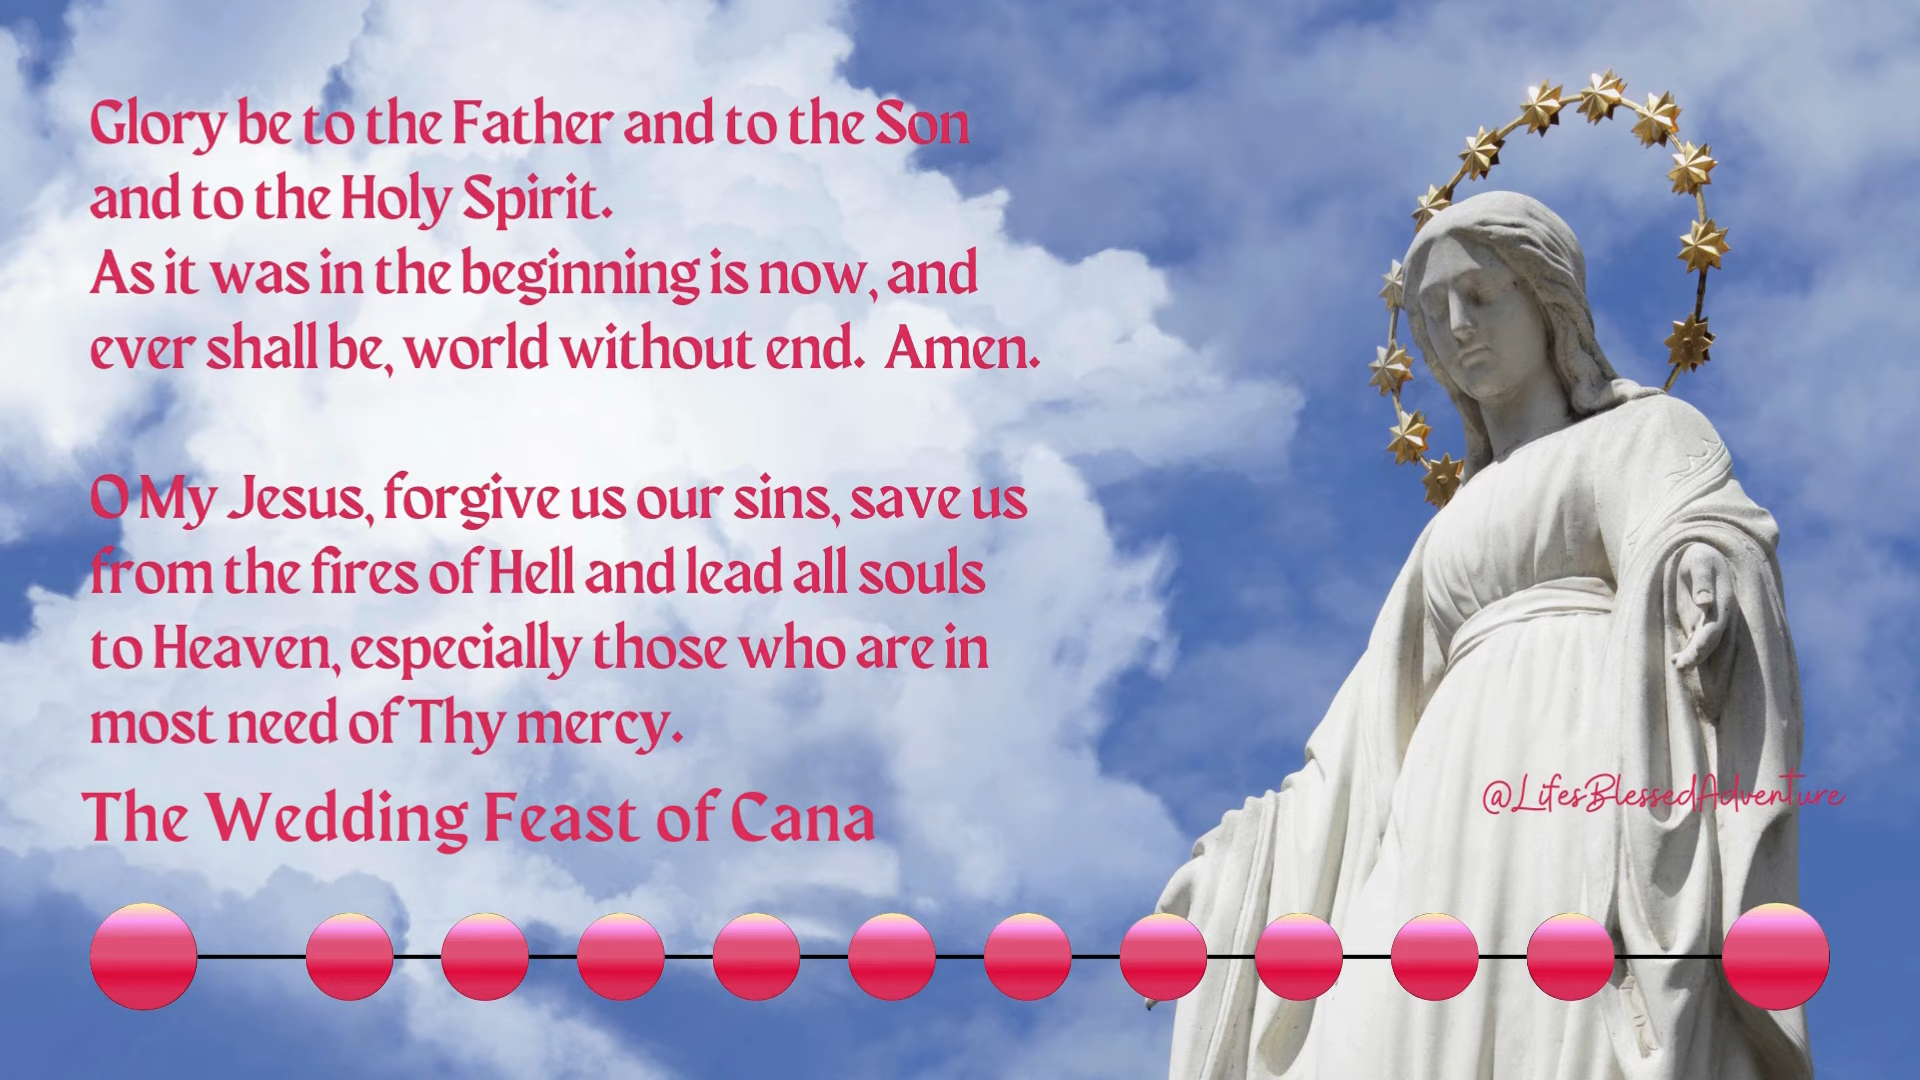 Glory be to the Father and to the Son
and to the Holy Spirit.
As it was in the beginning is now, and
ever shall be, world without end. Amen.
O My Jesus, forgive us our sins, save us
from the fires of Hell and lead all souls
to Heaven, especially those who are in
most need of Thy mercy.
The Wedding Feast of Cana
@LifesBlessedAdventure